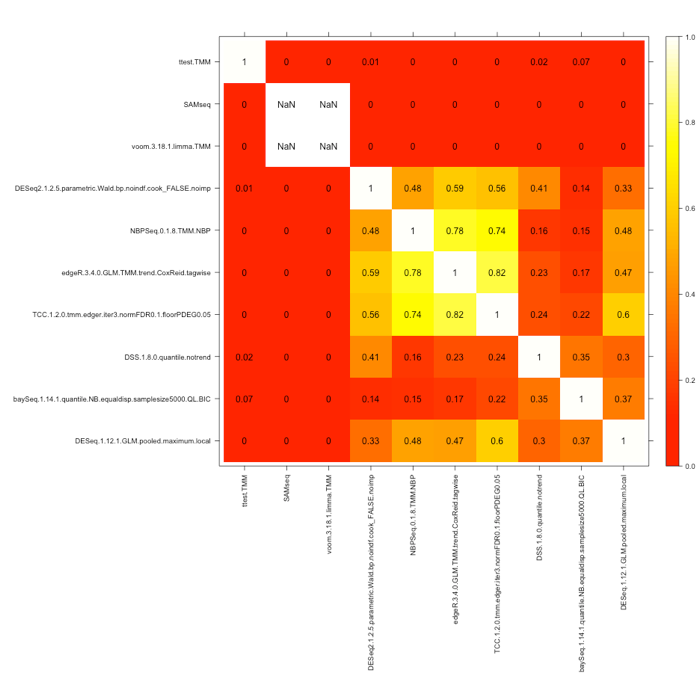 ttest.TMM 1 0 0 0.01 0 0 0 0.02 0.07 0
SAMseq 0 NaN NaN 0 0 0 0 0 0 0
voom.3.18.1.limma.TMM 0 NaN NaN 0 0 0 0 0 0 0
DESeq2.1.2.5.parametric.Wald.bp.noindf.cook_FALSE.noimp 0.01 0 0 1 0.48 0.59 0.56 0.41 0.14 0.33
NBPSeq.0.1.8.TMM.NBP 0 0 0 0.48 1 0.78 0.74 0.16 0.15 0.48
edgeR.3.4.0.GLM.TMM.trend.CoxReid.tagwise 0 0 0 0.59 0.78 1 0.82 0.23 0.17 0.47
TCC.1.2.0.tmm.edger.iter3.normFDR0.1.floorPDEG0.05 0 0 0 0.56 0.74 0.82 1 0.24 0.22 0.6
DSS.1.8.0.quantile.notrend 0.02 0 0 0.41 0.16 0.23 0.24 1 0.35 0.3
baySeq.1.14.1.quantile.NB.equaldisp.samplesize5000.QL.BIC 0.07 0 0 0.14 0.15 0.17 0.22 0.35 1 0.37
DESeq.1.12.1.GLM.pooled.maximum.local 0 0 0 0.33 0.48 0.47 0.6 0.3 0.37 1
1.0
0.8
0.6
0.4
0.2
0.0
ttest.TMM
SAMseq
voom.3.18.1.limma.TMM
DESeq2.1.2.5.parametric.Wald.bp.noindf.cook_FALSE.noimp
NBPSeq.0.1.8.TMM.NBP
edgeR.3.4.0.GLM.TMM.trend.CoxReid.tagwise
TCC.1.2.0.tmm.edger.iter3.normFDR0.1.floorPDEG0.05
DSS.1.8.0.quantile.notrend
baySeq.1.14.1.quantile.NB.equaldisp.samplesize5000.QL.BIC
DESeq.1.12.1.GLM.pooled.maximum.local